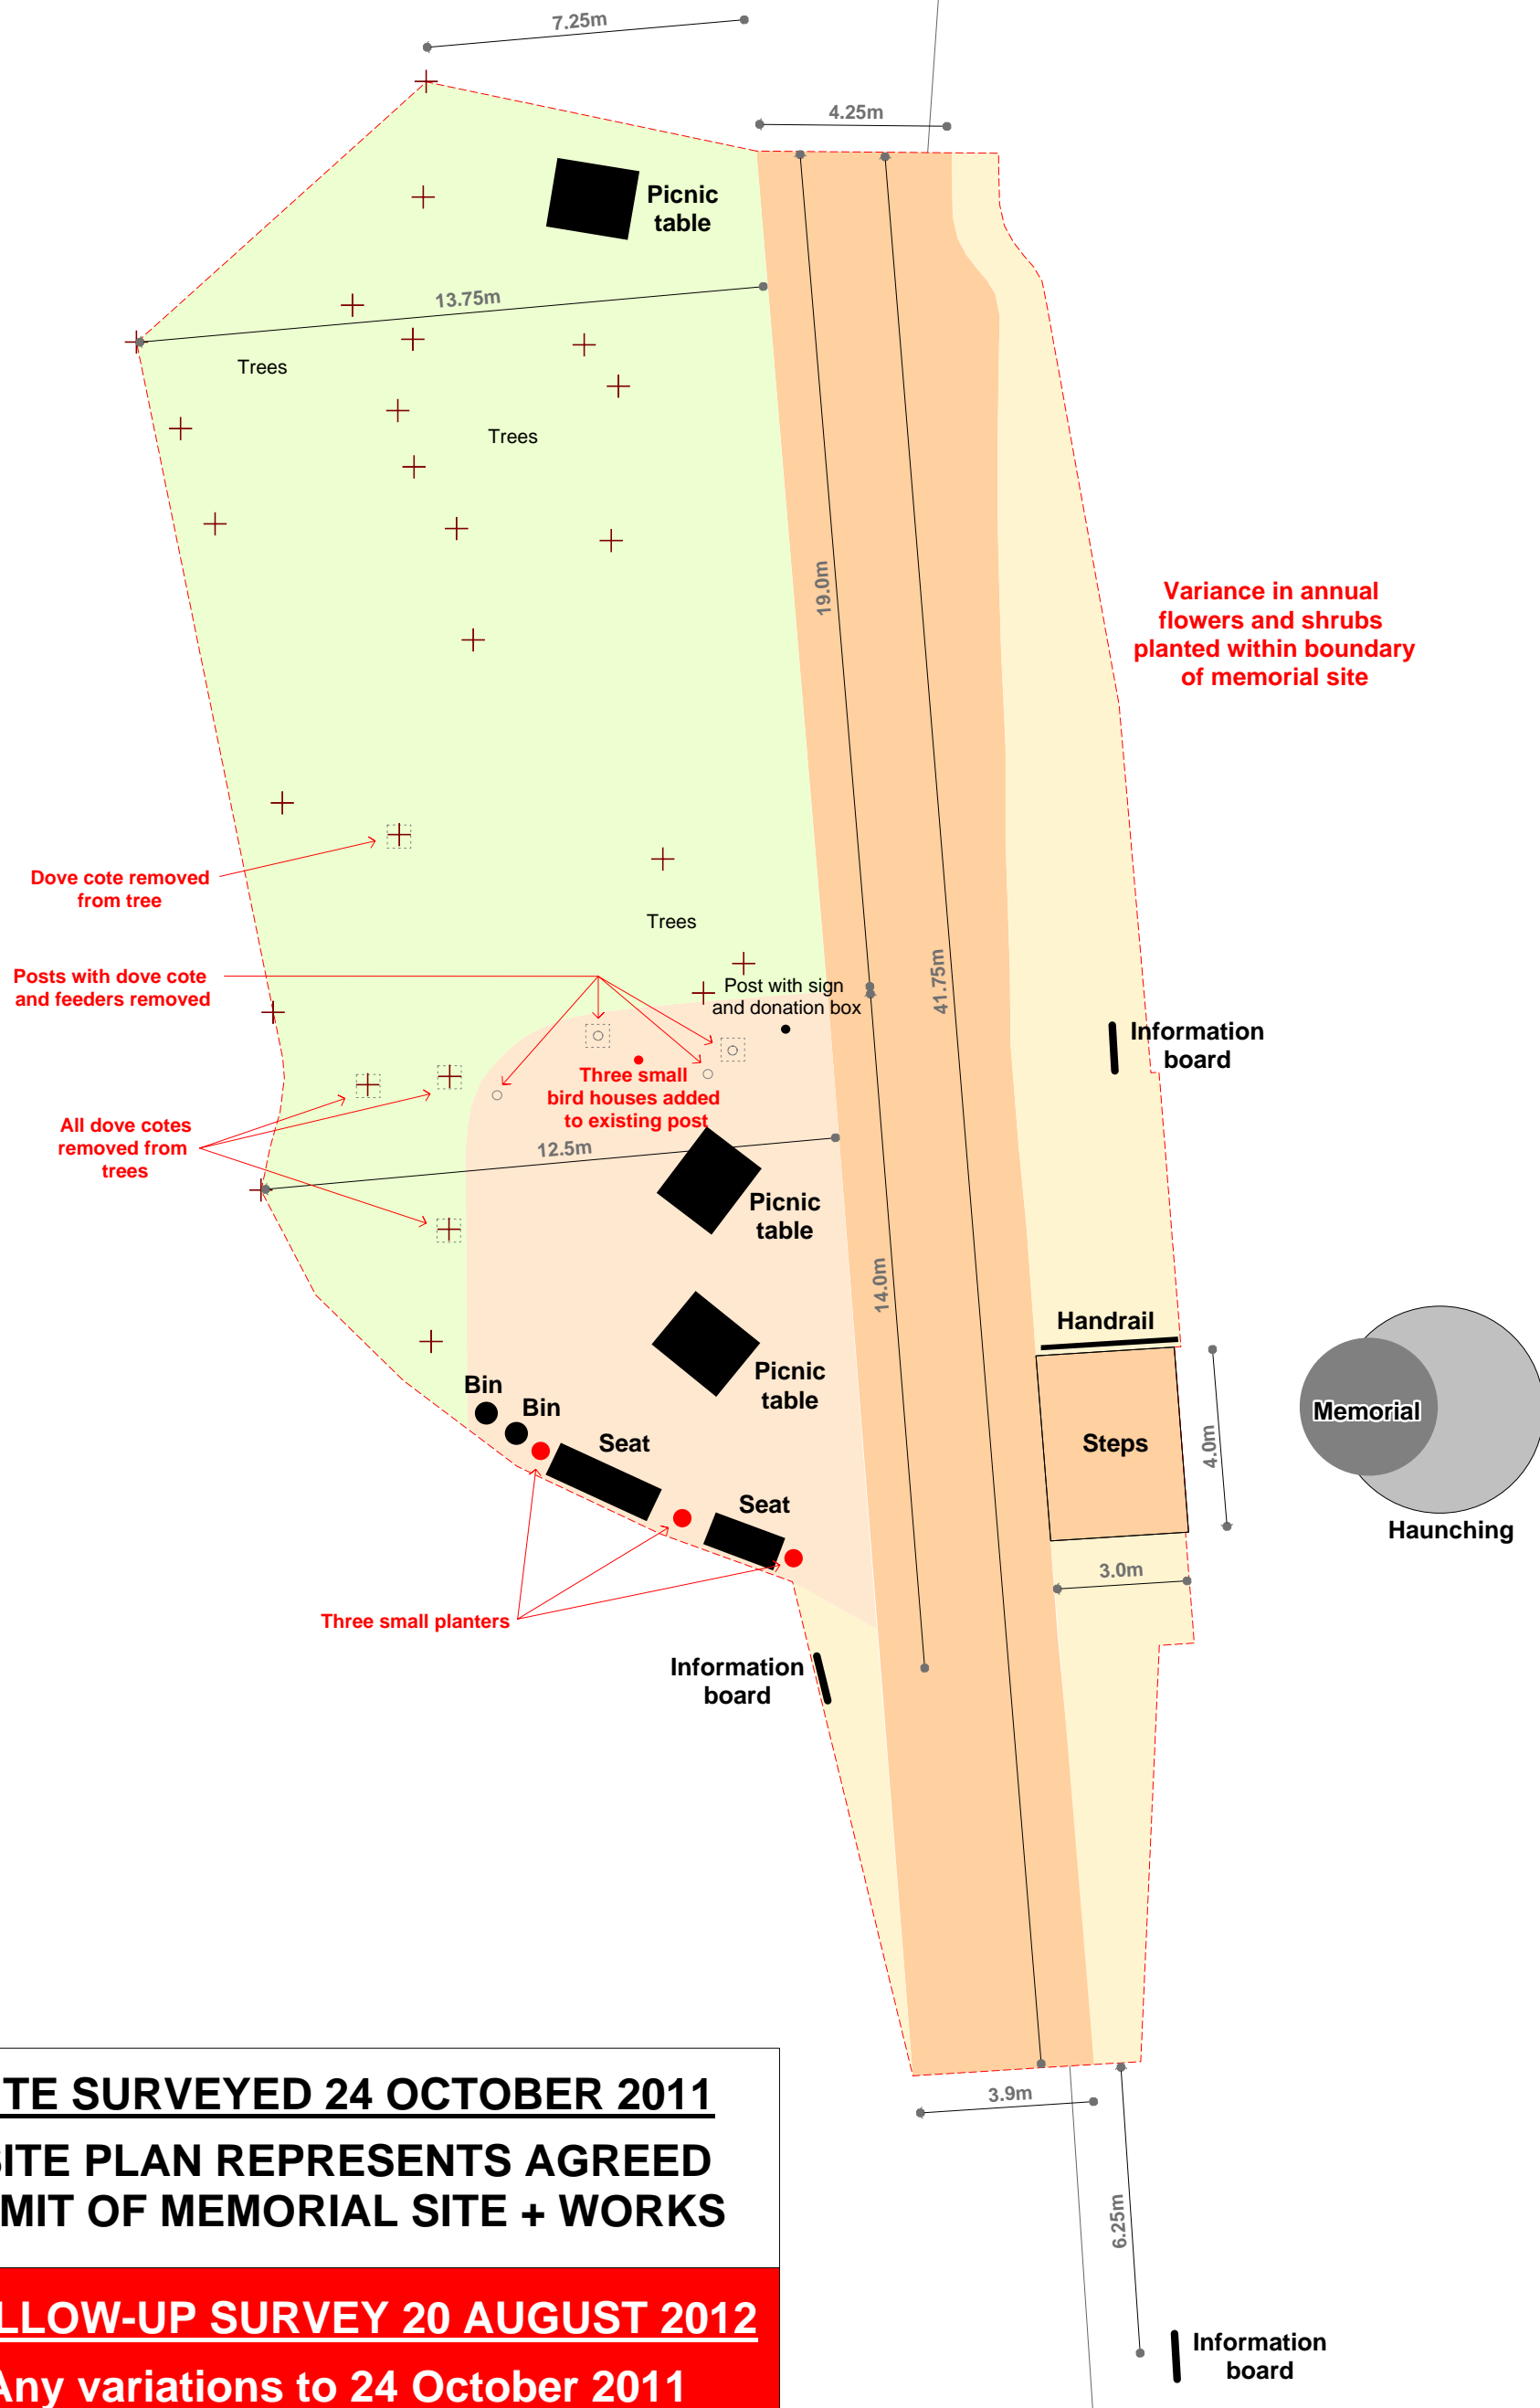 7.25m
4.25m
Picnic
table
13.75m
Trees
Trees
19.0m
Variance in annual
flowers and shrubs
planted within boundary
of memorial site
Dove cote removed
from tree
Trees
41.75m
Posts with dove cote
and feeders removed
Post with sign
and donation box
Information
board
Three small
bird houses added
to existing post
All dove cotes
removed from
trees
12.5m
Picnic
table
14.0m
Handrail
Picnic
table
Bin
Bin
Seat
Steps
4.0m
Memorial
Seat
Haunching
3.0m
Three small planters
Information
board
TE SURVEYED 24 OCTOBER 2011
SITE PLAN REPRESENTS AGREED
MIT OF MEMORIAL SITE + WORKS
3.9m
6.25m
LLOW-UP SURVEY 20 AUGUST 2012
Any variations to 24 October 2011
Information
board